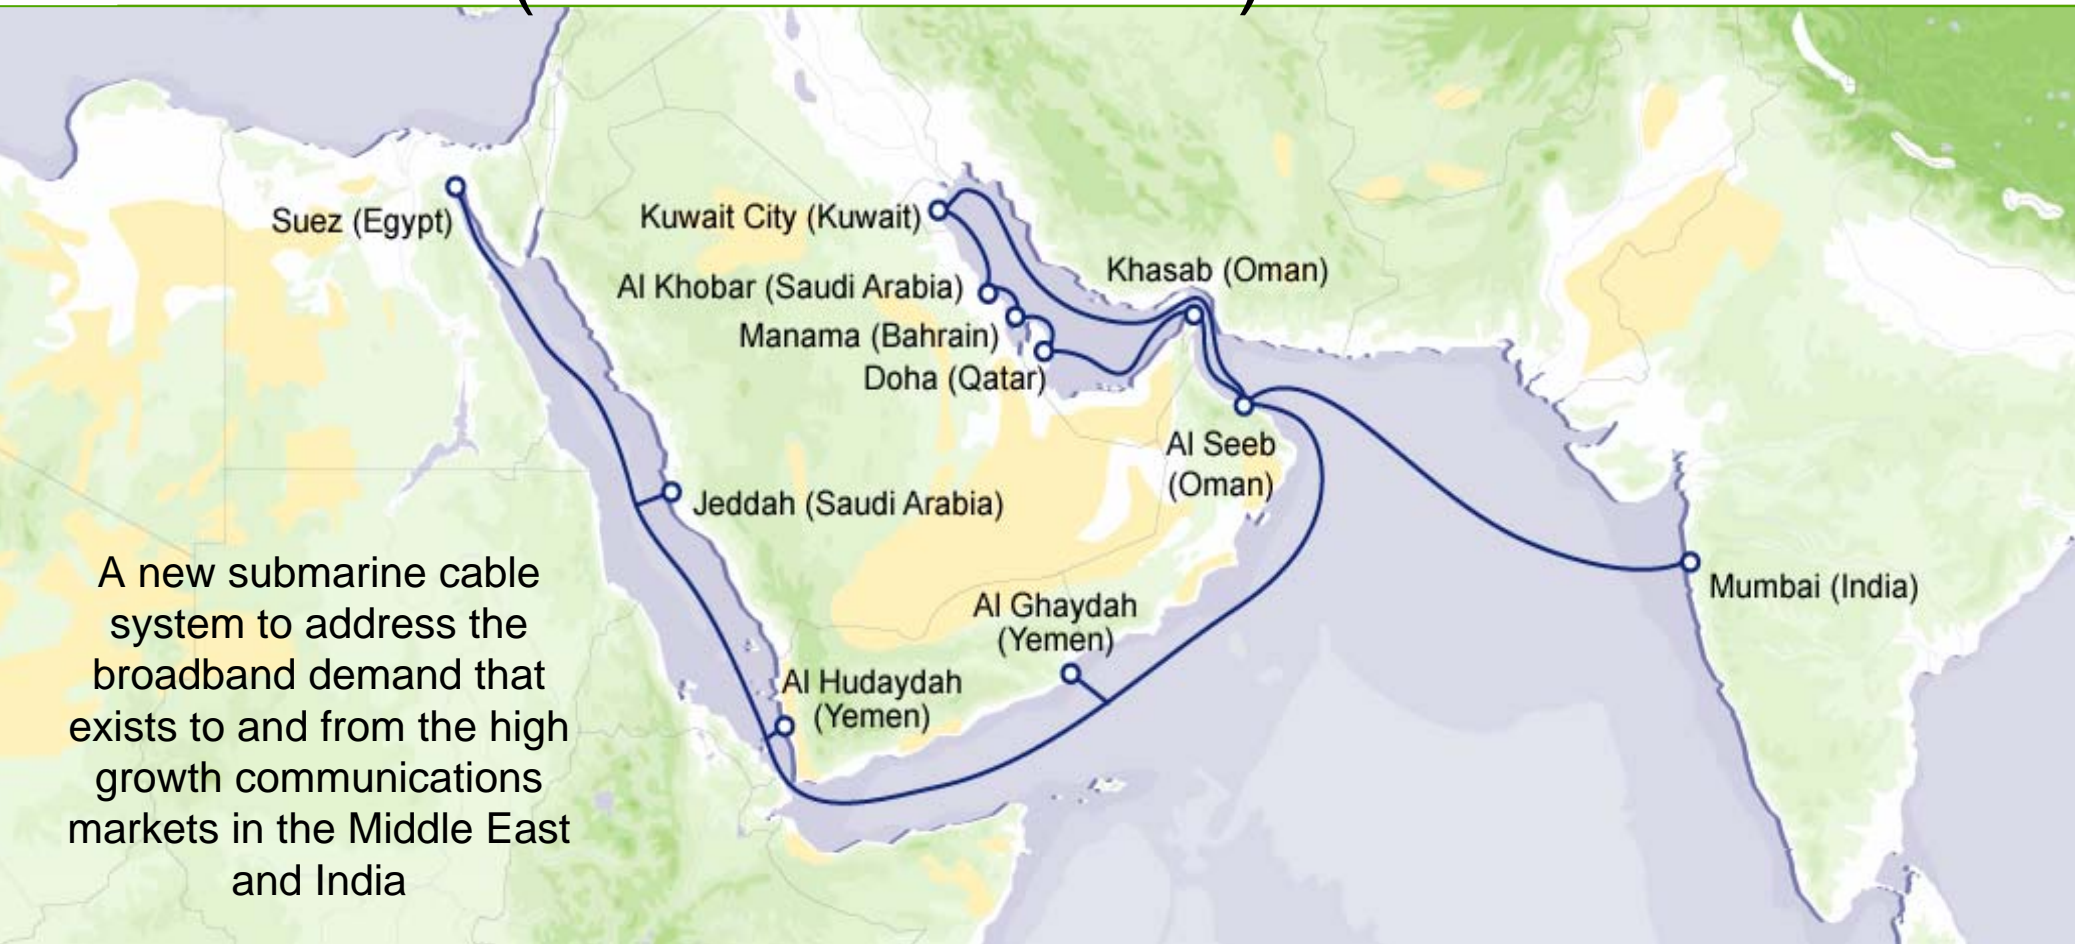 Suez (Egypt)
Kuwait City (Kuwait)
Al Khobar (Saudi Arabia)
Manama (Bahrain)
Doha (Qatar)
Khasab (Oman)
Al Seeb
(Oman)
Jeddah (Saudi Arabia)
Mumbai (India)
Al Ghaydah
(Yemen)
Al Hudaydah
(Yemen)
A new submarine cable
system to address the
broadband demand that
exists to and from the high
growth communications
markets in the Middle East
and India